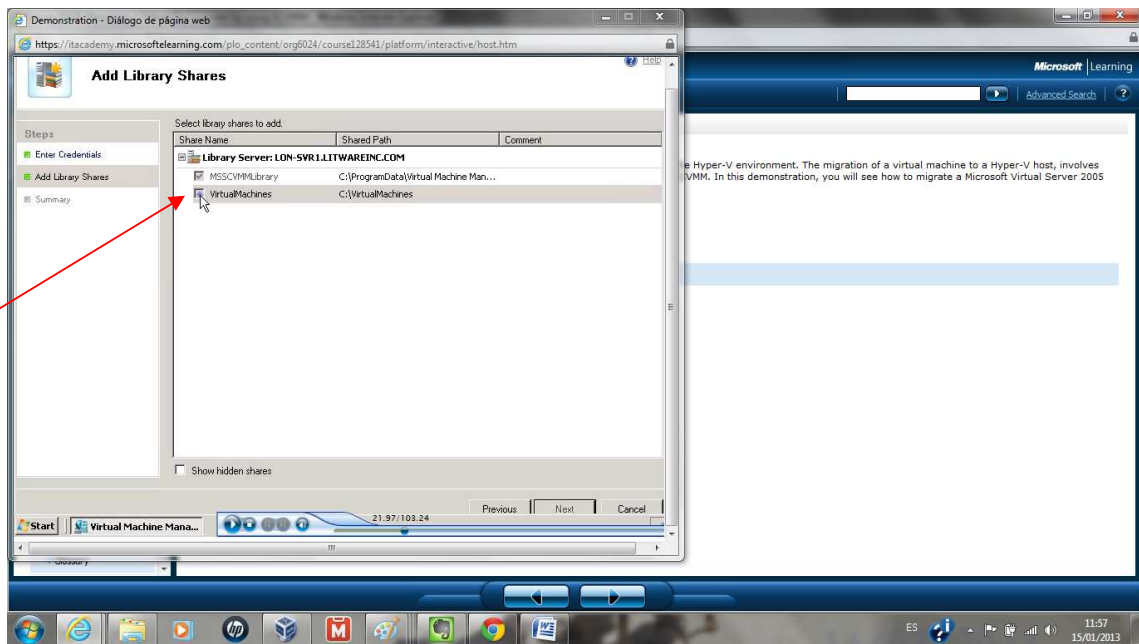 Demonstration - Diálogo de página web
https://itacademy.microsoftelearning.com/plo_content/org6024/course128541/platform/interactive/host.htm
Add Library Shares
Help
Microsoft | Learning
Advanced Search
Steps
Enter Credentials
Add Library Shares
Summary
Select library shares to add.
Share Name Shared Path Comment
Library Server: LON-SVR1.LITWAREINC.COM
MSSCVMMLibrary C:\ProgramData\Virtual Machine Man...
VirtualMachines C:\VirtualMachines
e Hyper-V environment. The migration of a virtual machine to a Hyper-V host, involves
VMM. In this demonstration, you will see how to migrate a Microsoft Virtual Server 2005
Show hidden shares
Previous Next Cancel
Start Virtual Machine Mana... 21.97/103.24
Glossary
ES 11:57
15/01/2013